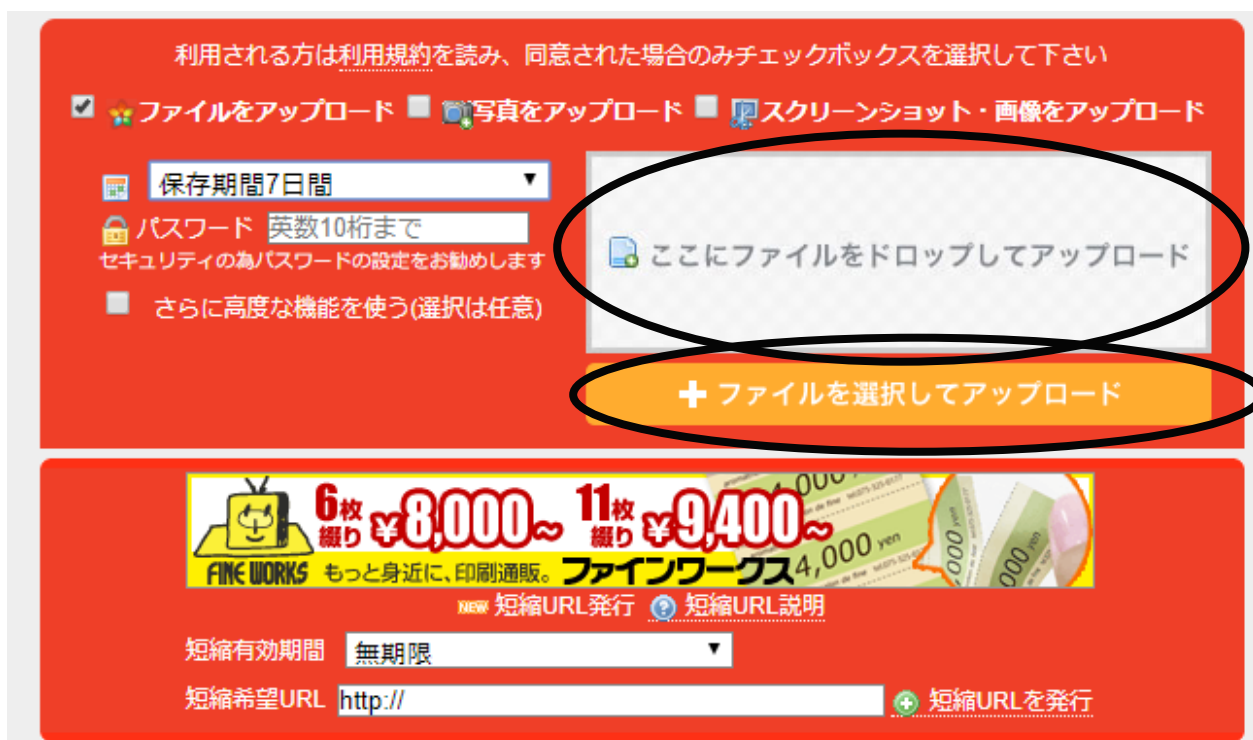 利用される方は利用規約を読み、同意された場合のみチェックボックスを選択して下さい
ファイルをアップロード 写真をアップロード スクリーンショット・画像をアップロード
保存期間7日間
パスワード 英数10桁まで
セキュリティの為パスワードの設定をお勧めします
さらに高度な機能を使う(選択は任意)
ここにファイルをドロップしてアップロード
ファイルを選択してアップロード
6枚綴り ¥8,000~ 11枚綴り ¥9,400~
FINE WORKS もっと身近に、印刷通販。ファインワークス
4,000 yen
NEW 短縮URL発行 ? 短縮URL説明
短縮有効期間 無期限
短縮希望URL http:// 短縮URLを発行